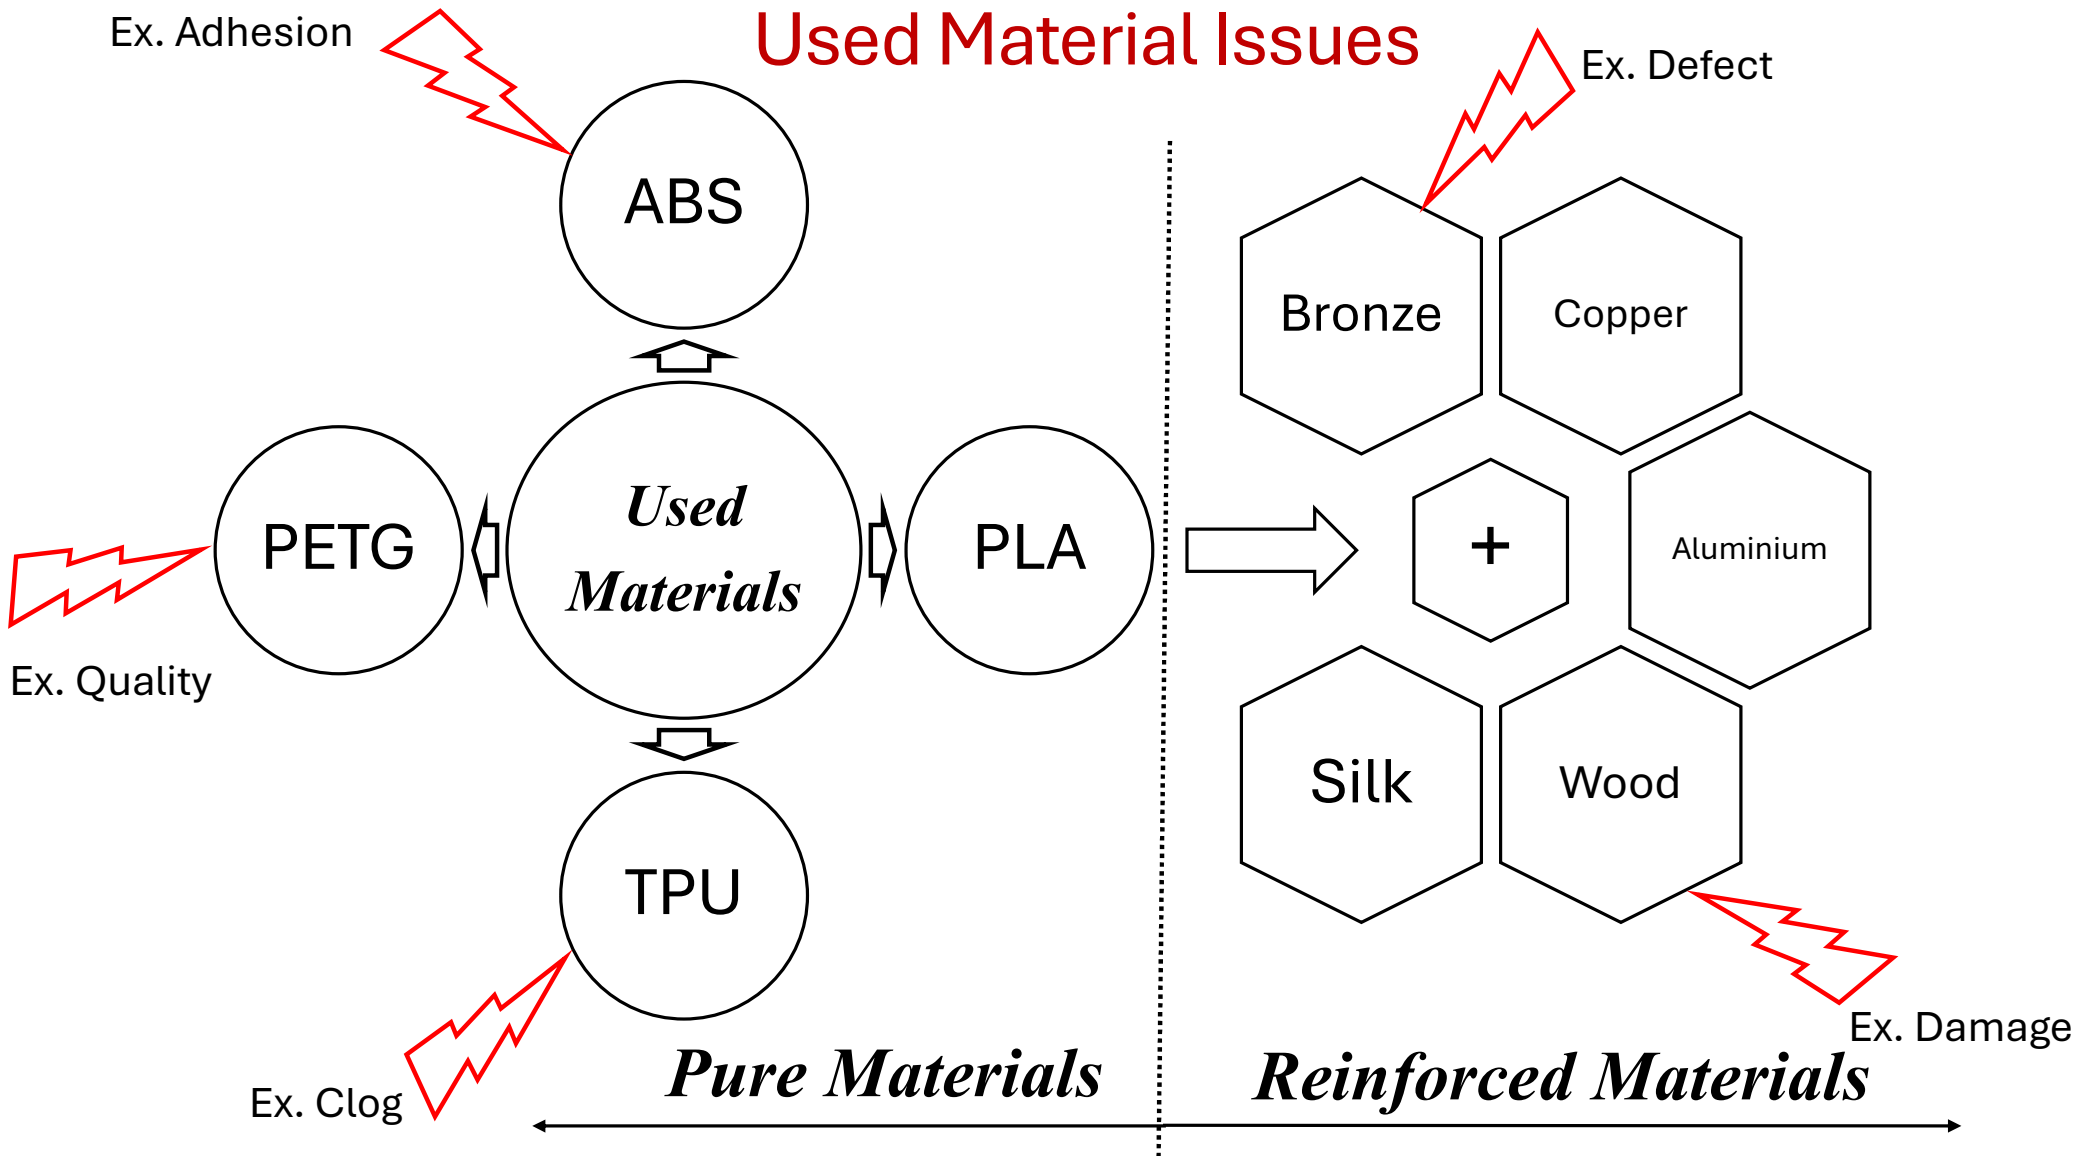 Used Material Issues
Ex. Adhesion
Ex. Defect
ABS
Bronze
Copper
Used
Materials
PETG
PLA
+
Aluminium
Ex. Quality
Silk
Wood
TPU
Ex. Clog
Ex. Damage
Pure Materials
Reinforced Materials